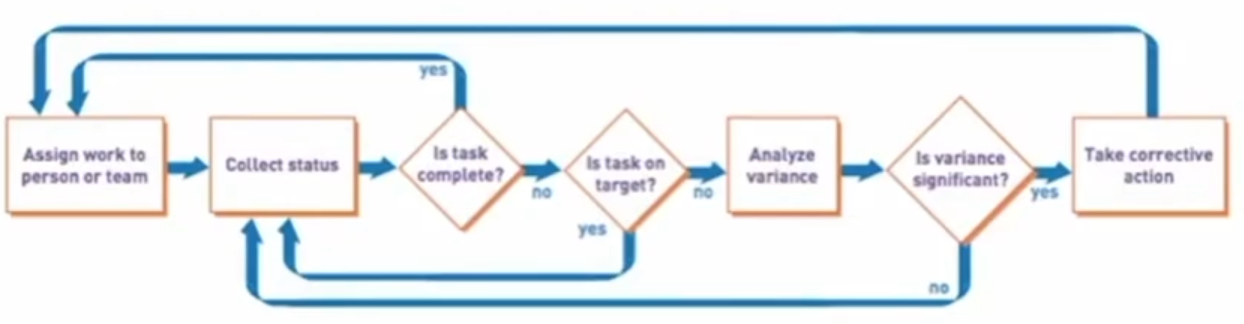 yes
Assign work to
person or team
Collect status
Is task
complete?
no
Is task on
target?
yes
no
Analyze
variance
Is variance
significant?
yes
no
Take corrective
action